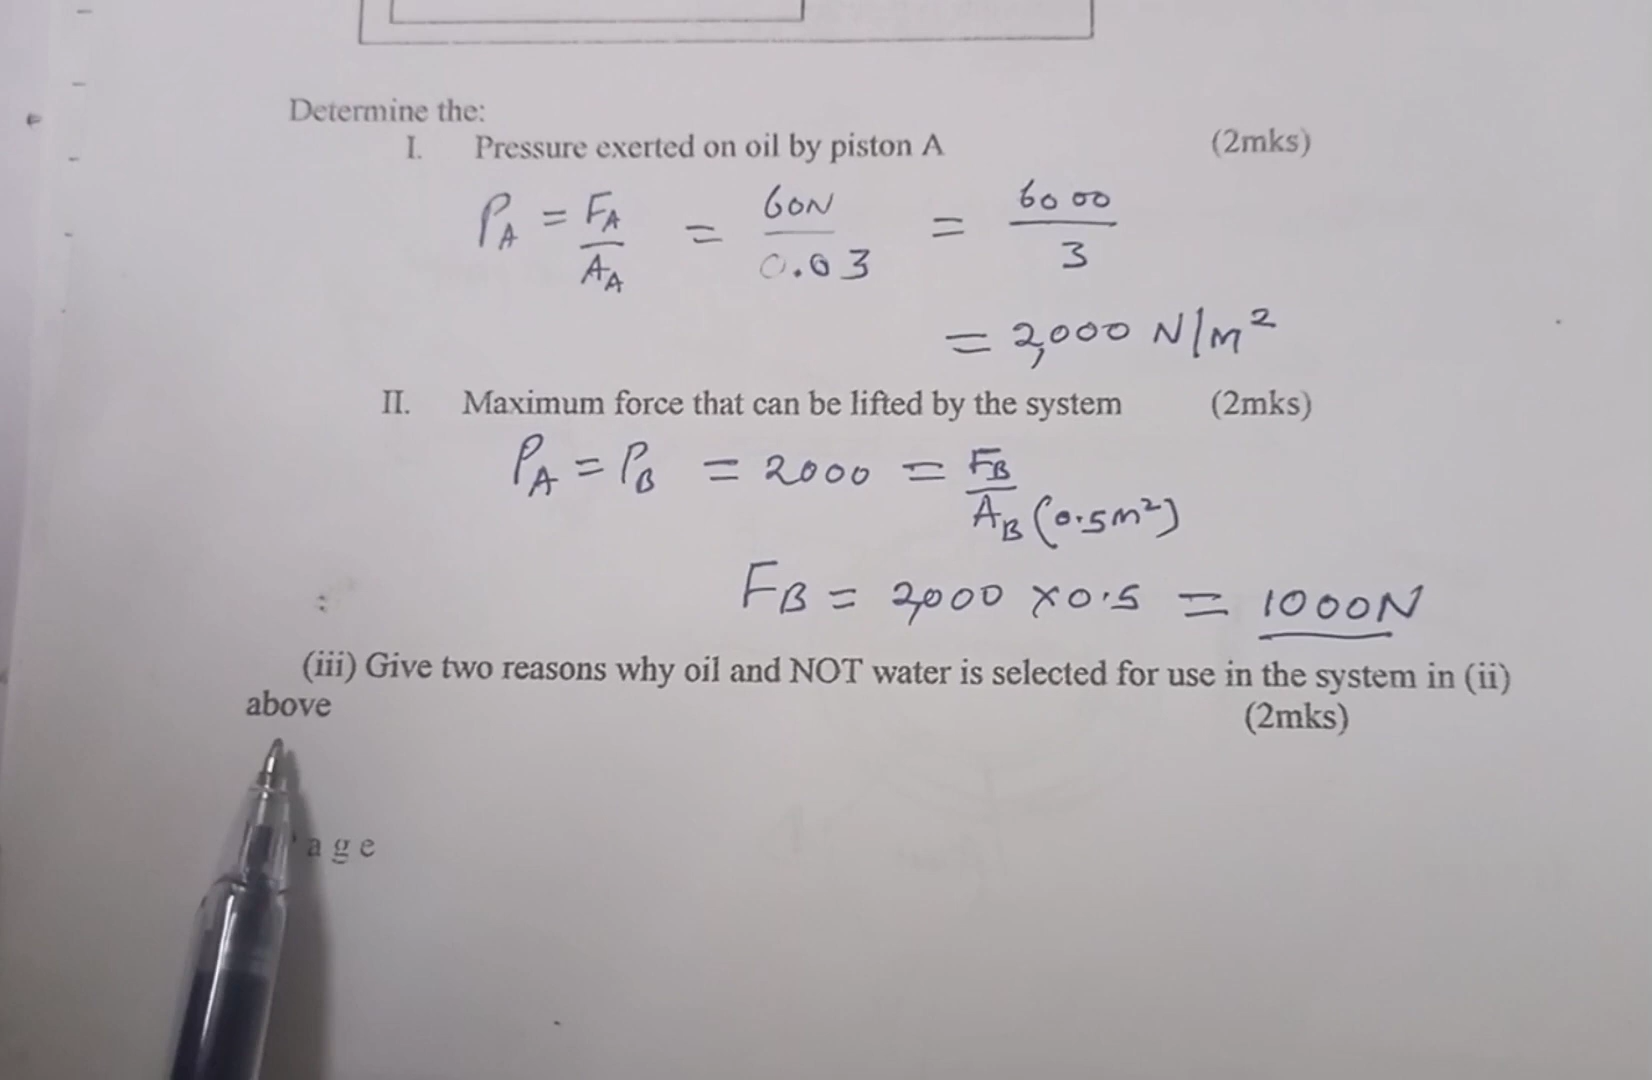 Determine the:
I. Pressure exerted on oil by piston A (2mks)
P_A = F_A / A_A = 60N / 0.03 = 6000 / 3
= 2,000 N/M²
II. Maximum force that can be lifted by the system (2mks)
P_A = P_B = 2000 = F_B / A_B (0.5m²)
F_B = 2,000 × 0.5 = 1000N
(iii) Give two reasons why oil and NOT water is selected for use in the system in (ii)
above (2mks)
a g e